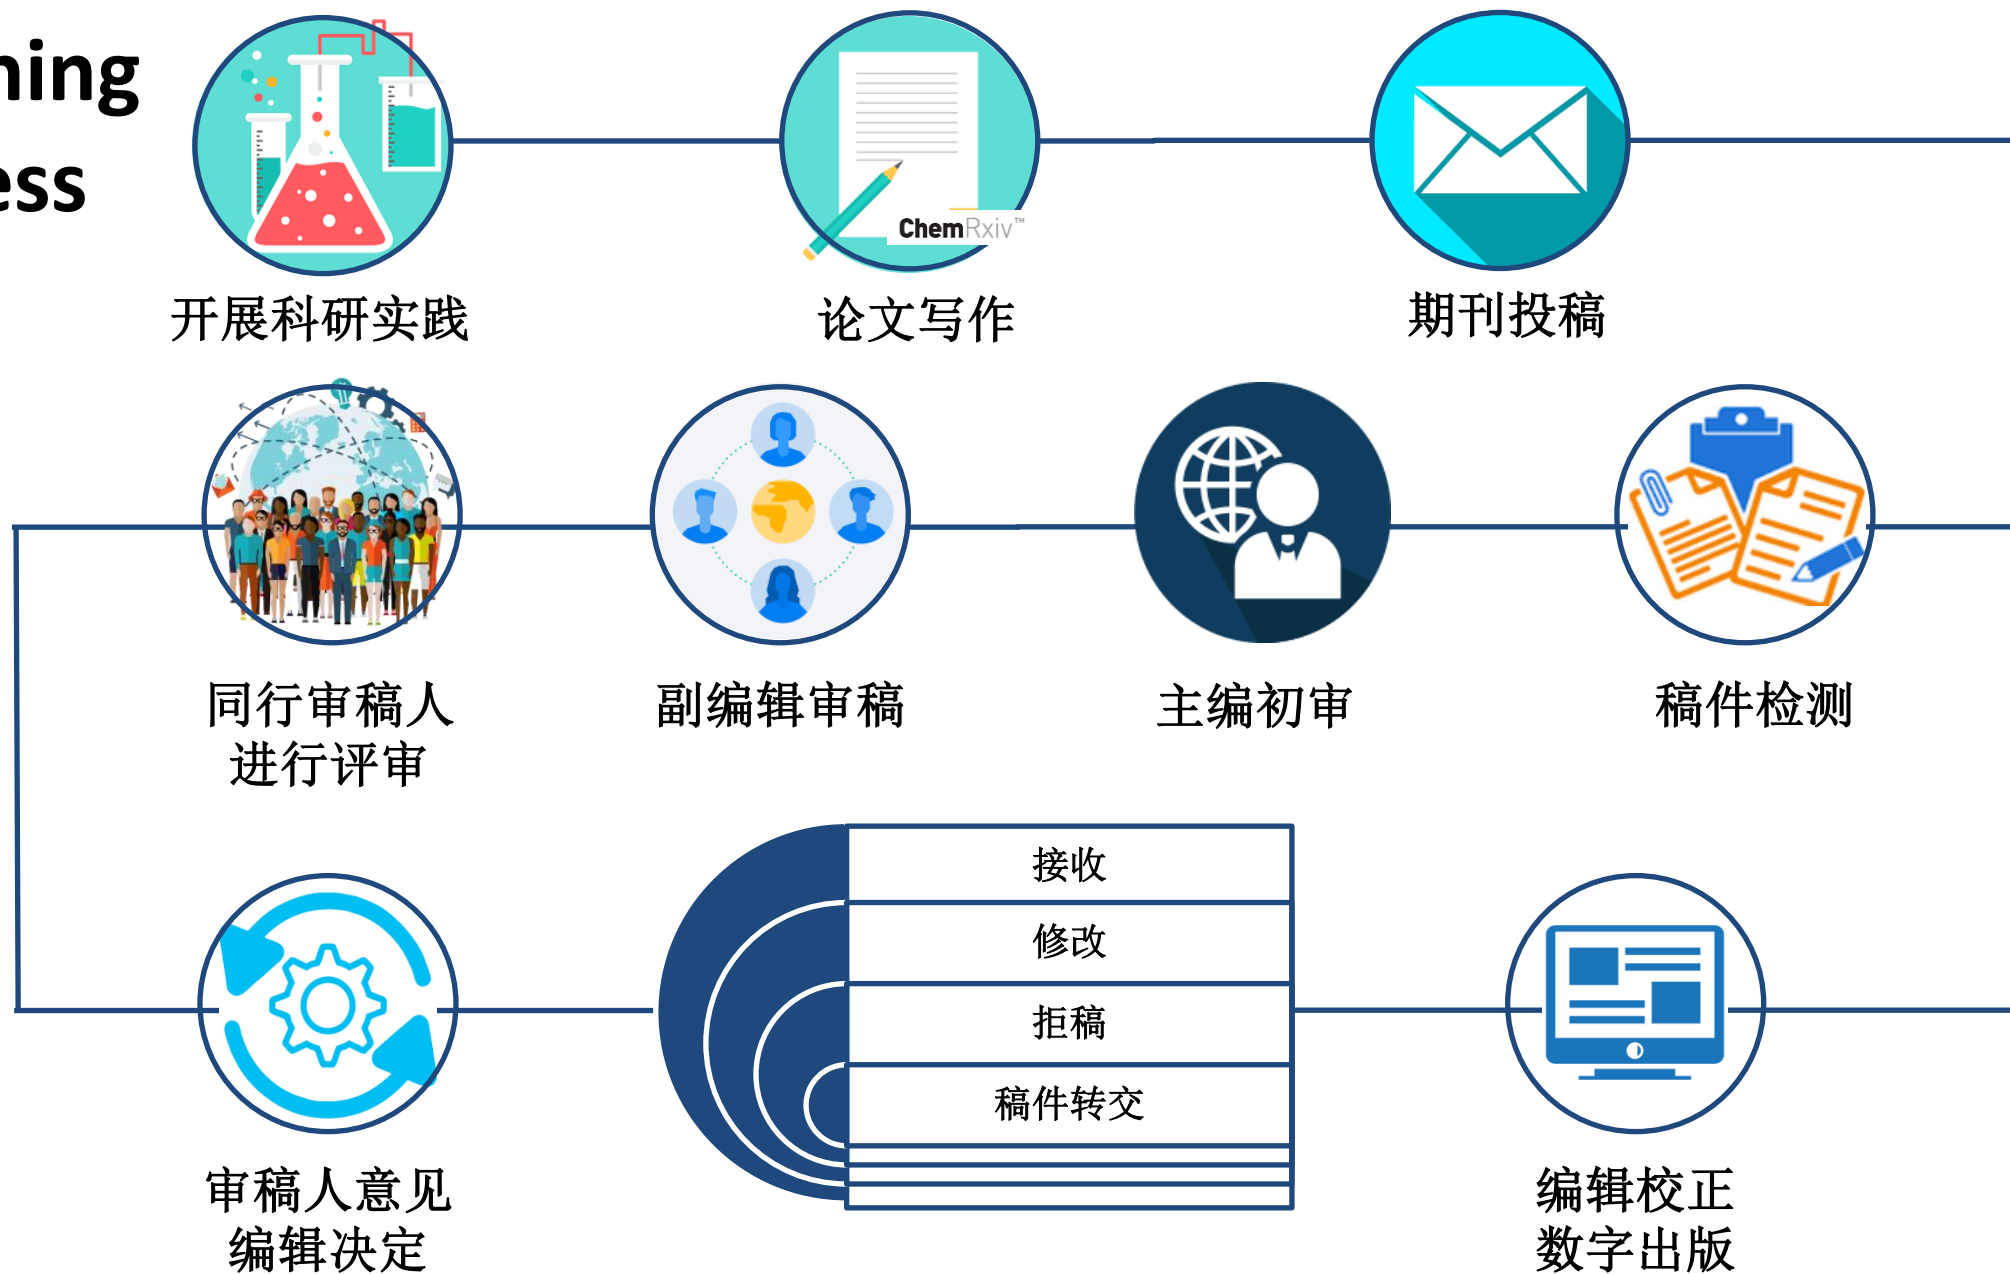 ning
ess
ChemRxiv™
开展科研实践
论文写作
期刊投稿
同行审稿人
进行评审
副编辑审稿
主编初审
稿件检测
接收
修改
拒稿
稿件转交
审稿人意见
编辑决定
编辑校正
数字出版